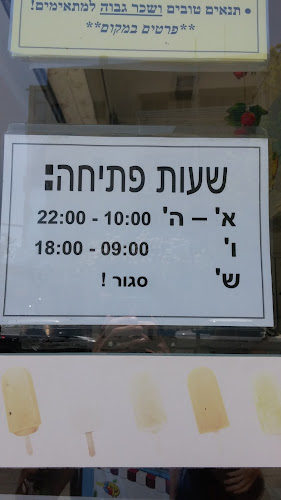 • תנאים טובים ושכר גבוה למתאימים!
**פרטים במקום**
שעות פתיחה:
א' – ה' 10:00 - 22:00
ו' 09:00 - 18:00
ש' סגור !